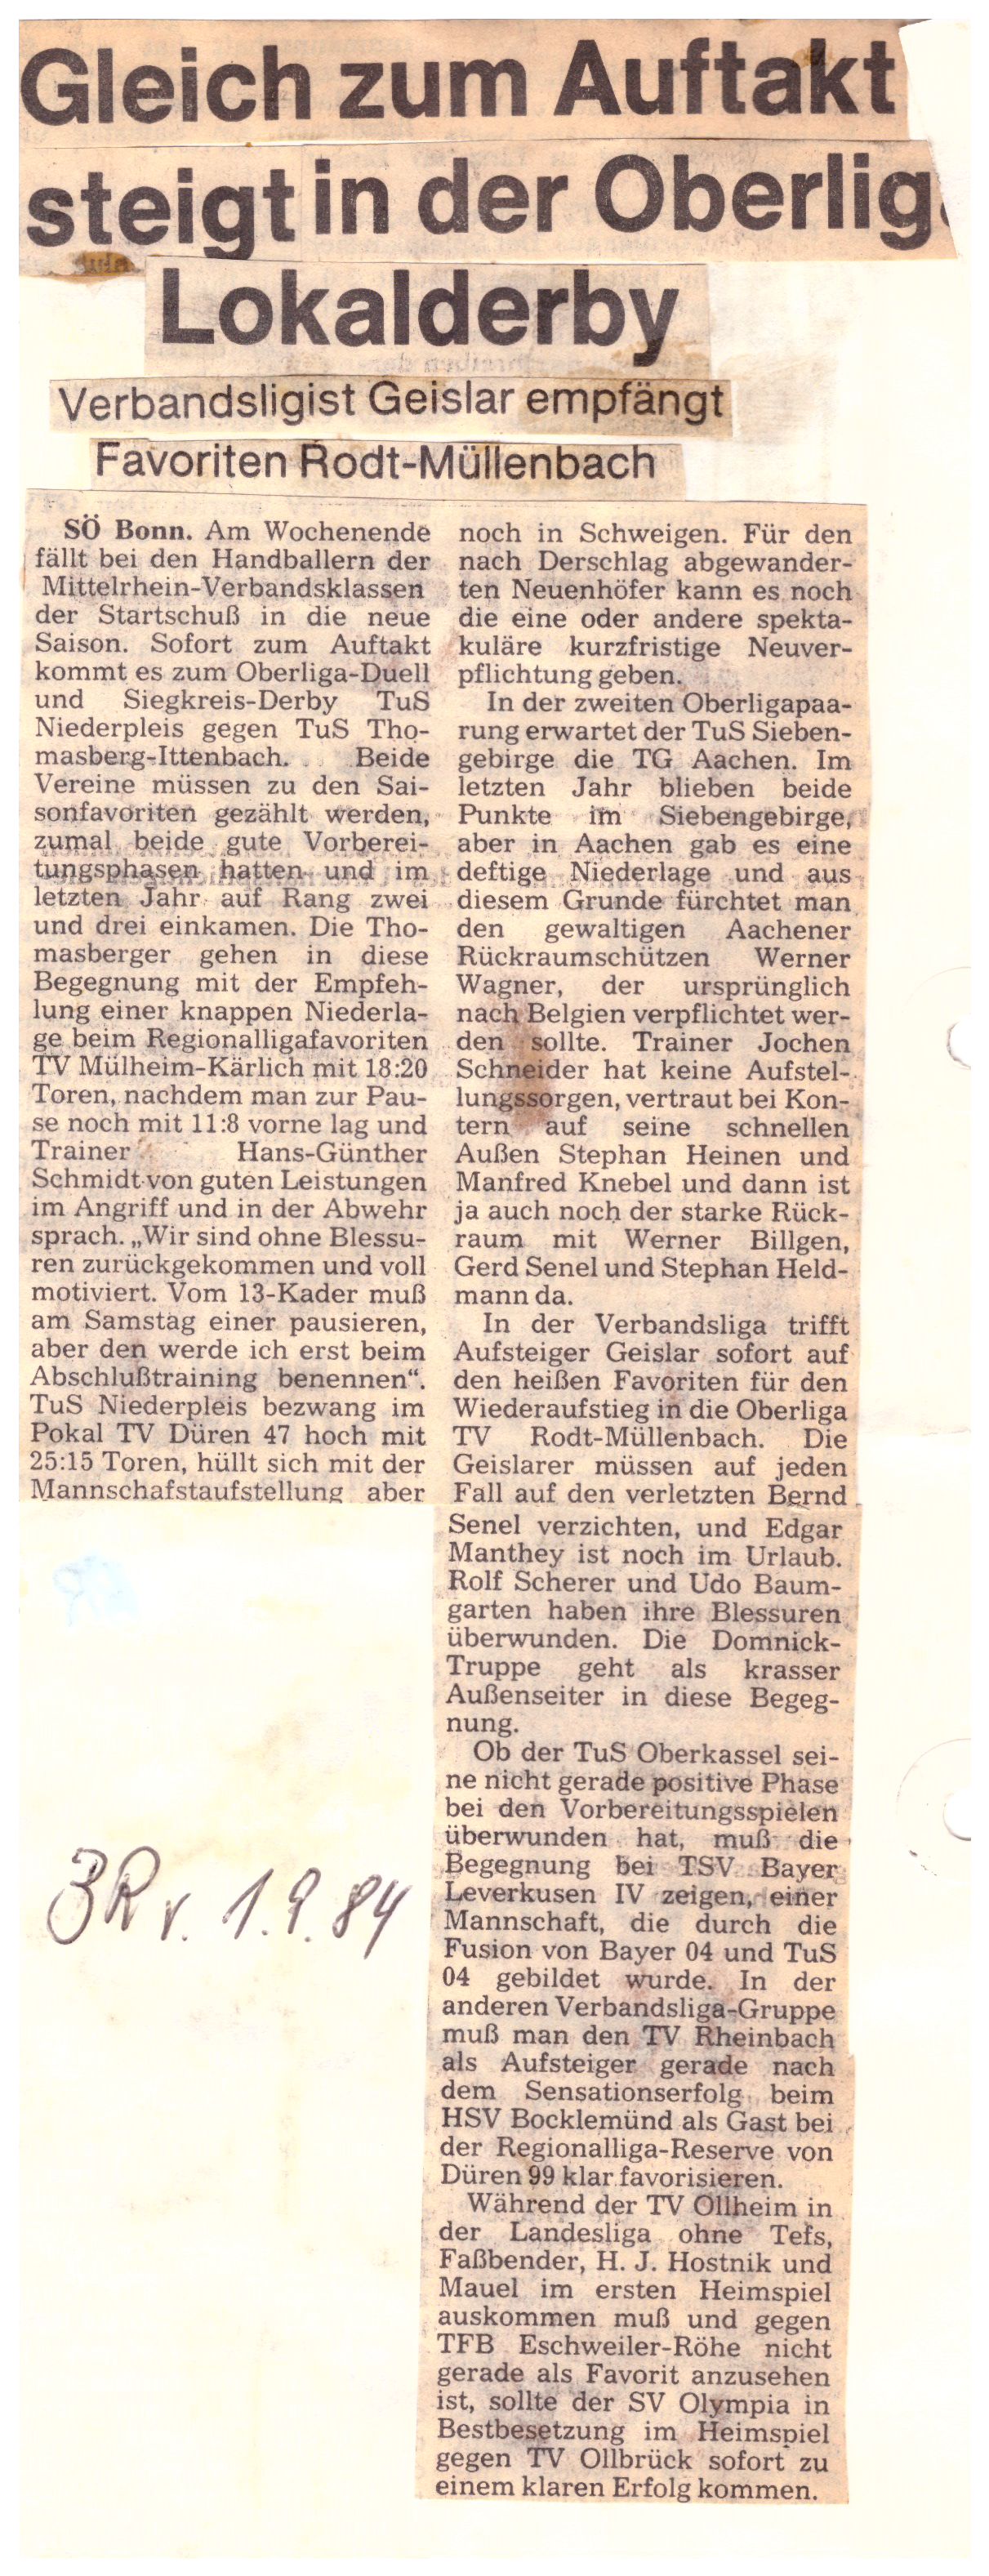 Gleich zum Auftakt
steigt in der Oberliga
Lokalderby
Verbandsligist Geislar empfängt
Favoriten Rodt-Müllenbach
SÖ Bonn. Am Wochenende
fällt bei den Handballern der
Mittelrhein-Verbandsklassen
der Startschuß in die neue
Saison. Sofort zum Auftakt
kommt es zum Oberliga-Duell
und Siegkreis-Derby TuS
Niederpleis gegen TuS Tho-
masberg-Ittenbach. Beide
Vereine müssen zu den Sai-
sonfavoriten gezählt werden,
zumal beide gute Vorberei-
tungsphasen hatten und im
letzten Jahr auf Rang zwei
und drei einkamen. Die Tho-
masberger gehen in diese
Begegnung mit der Empfeh-
lung einer knappen Niederla-
ge beim Regionalligafavoriten
TV Mülheim-Kärlich mit 18:20
Toren, nachdem man zur Pau-
se noch mit 11:8 vorne lag und
Trainer Hans-Günther
Schmidt von guten Leistungen
im Angriff und in der Abwehr
sprach. „Wir sind ohne Blessu-
ren zurückgekommen und voll
motiviert. Vom 13-Kader muß
am Samstag einer pausieren,
aber den werde ich erst beim
Abschlußtraining benennen“.
TuS Niederpleis bezwang im
Pokal TV Düren 47 hoch mit
25:15 Toren, hüllt sich mit der
Mannschafstaufstellung aber
noch in Schweigen. Für den
nach Derschlag abgewander-
ten Neuenhöfer kann es noch
die eine oder andere spekta-
kuläre kurzfristige Neuver-
pflichtung geben.
In der zweiten Oberligapaa-
rung erwartet der TuS Sieben-
gebirge die TG Aachen. Im
letzten Jahr blieben beide
Punkte im Siebengebirge,
aber in Aachen gab es eine
deftige Niederlage und aus
diesem Grunde fürchtet man
den gewaltigen Aachener
Rückraumschützen Werner
Wagner, der ursprünglich
nach Belgien verpflichtet wer-
den sollte. Trainer Jochen
Schneider hat keine Aufstel-
lungssorgen, vertraut bei Kon-
tern auf seine schnellen
Außen Stephan Heinen und
Manfred Knebel und dann ist
ja auch noch der starke Rück-
raum mit Werner Billgen,
Gerd Senel und Stephan Held-
mann da.
In der Verbandsliga trifft
Aufsteiger Geislar sofort auf
den heißen Favoriten für den
Wiederaufstieg in die Oberliga
TV Rodt-Müllenbach. Die
Geislarer müssen auf jeden
Fall auf den verletzten Bernd
Senel verzichten, und Edgar
Manthey ist noch im Urlaub.
Rolf Scherer und Udo Baum-
garten haben ihre Blessuren
überwunden. Die Domnick-
Truppe geht als krasser
Außenseiter in diese Begeg-
nung.
Ob der TuS Oberkassel sei-
ne nicht gerade positive Phase
bei den Vorbereitungsspielen
überwunden hat, muß die
Begegnung bei TSV Bayer
Leverkusen IV zeigen, einer
Mannschaft, die durch die
Fusion von Bayer 04 und TuS
04 gebildet wurde. In der
anderen Verbandsliga-Gruppe
muß man den TV Rheinbach
als Aufsteiger gerade nach
dem Sensationserfolg beim
HSV Bocklemünd als Gast bei
der Regionalliga-Reserve von
Düren 99 klar favorisieren.
Während der TV Ollheim in
der Landesliga ohne Tefs,
Faßbender, H. J. Hostnik und
Mauel im ersten Heimspiel
auskommen muß und gegen
TFB Eschweiler-Röhe nicht
gerade als Favorit anzusehen
ist, sollte der SV Olympia in
Bestbesetzung im Heimspiel
gegen TV Ollbrück sofort zu
einem klaren Erfolg kommen.
BR v. 1.9.84